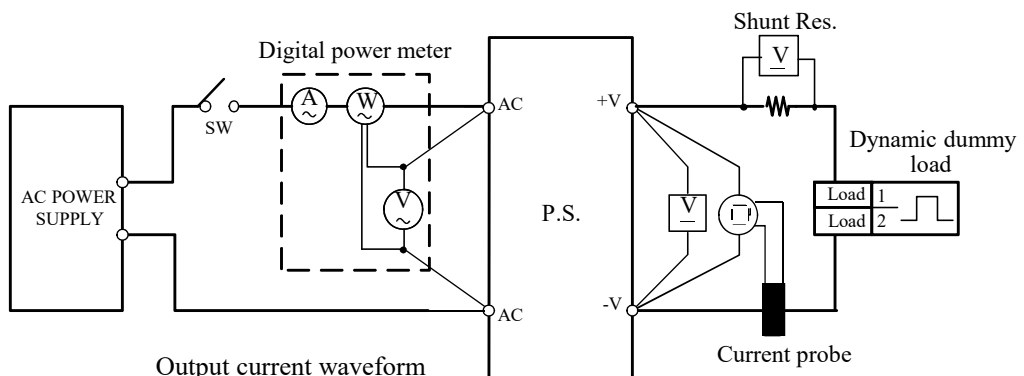 Shunt Res.
V
Digital power meter
A
W
AC
+V
SW
Dynamic dummy
load
AC POWER
SUPPLY
V
P.S.
V
Load 1
Load 2
AC
-V
Output current waveform
Current probe